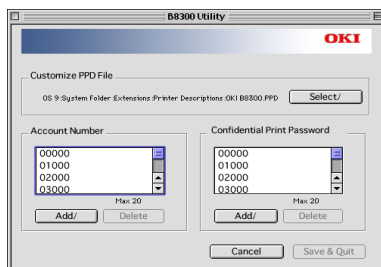 B8300 Utility
OKI
Customize PPD File
OS 9:System Folder:Extensions:Printer Descriptions:OKI B8300.PPD
Select/
Account Number
00000
01000
02000
03000
Max 20
Add/
Delete
Confidential Print Password
00000
01000
02000
03000
Max 20
Add/
Delete
Cancel
Save & Quit